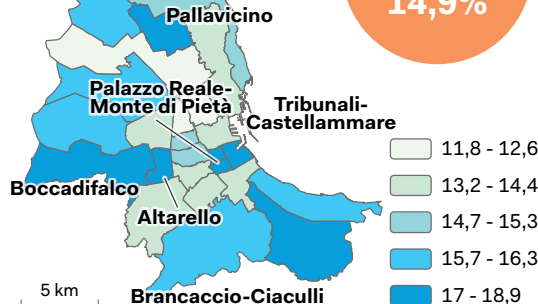 14,9%
Pallavicino
Palazzo Reale-
Monte di Pietà
Tribunali-
Castellammare
11,8 - 12,6
13,2 - 14,4
Boccadifalco
Altarello
14,7 - 15,3
15,7 - 16,3
5 km
Brancaccio-Ciaculli
17 - 18,9